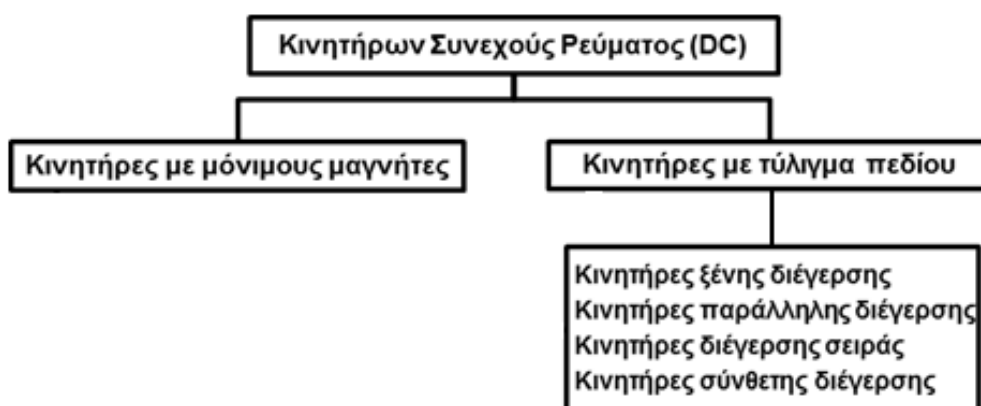 Κινητήρων Συνεχούς Ρεύματος (DC)
Κινητήρες με μόνιμους μαγνήτες
Κινητήρες με τύλιγμα πεδίου
Κινητήρες ξένης διέγερσης
Κινητήρες παράλληλης διέγερσης
Κινητήρες διέγερσης σειράς
Κινητήρες σύνθετης διέγερσης